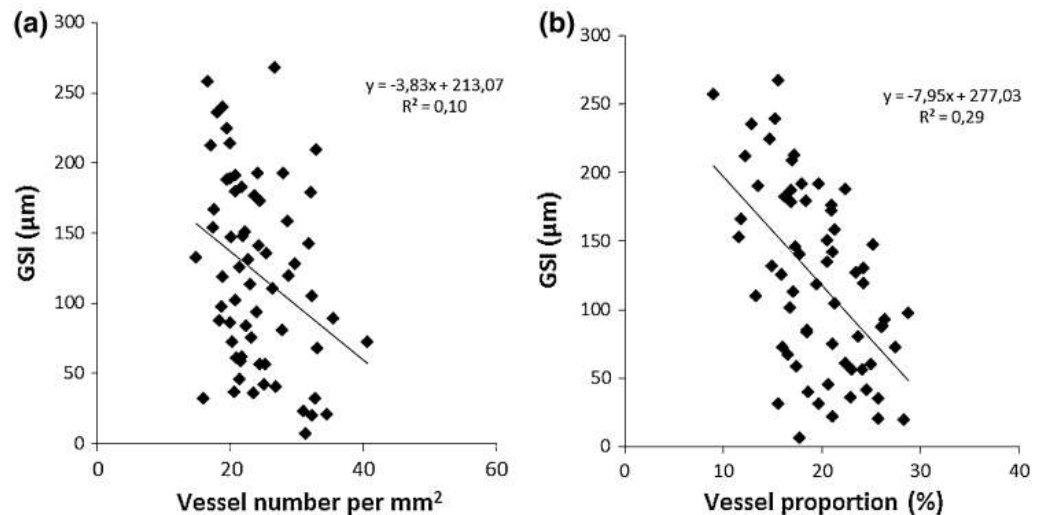 (a)
300
250
200
150
100
50
0
GSI (µm)
y = -3,83x + 213,07
R² = 0,10
0 20 40 60
Vessel number per mm²
(b)
300
250
200
150
100
50
0
GSI (µm)
y = -7,95x + 277,03
R² = 0,29
0 10 20 30 40
Vessel proportion (%)